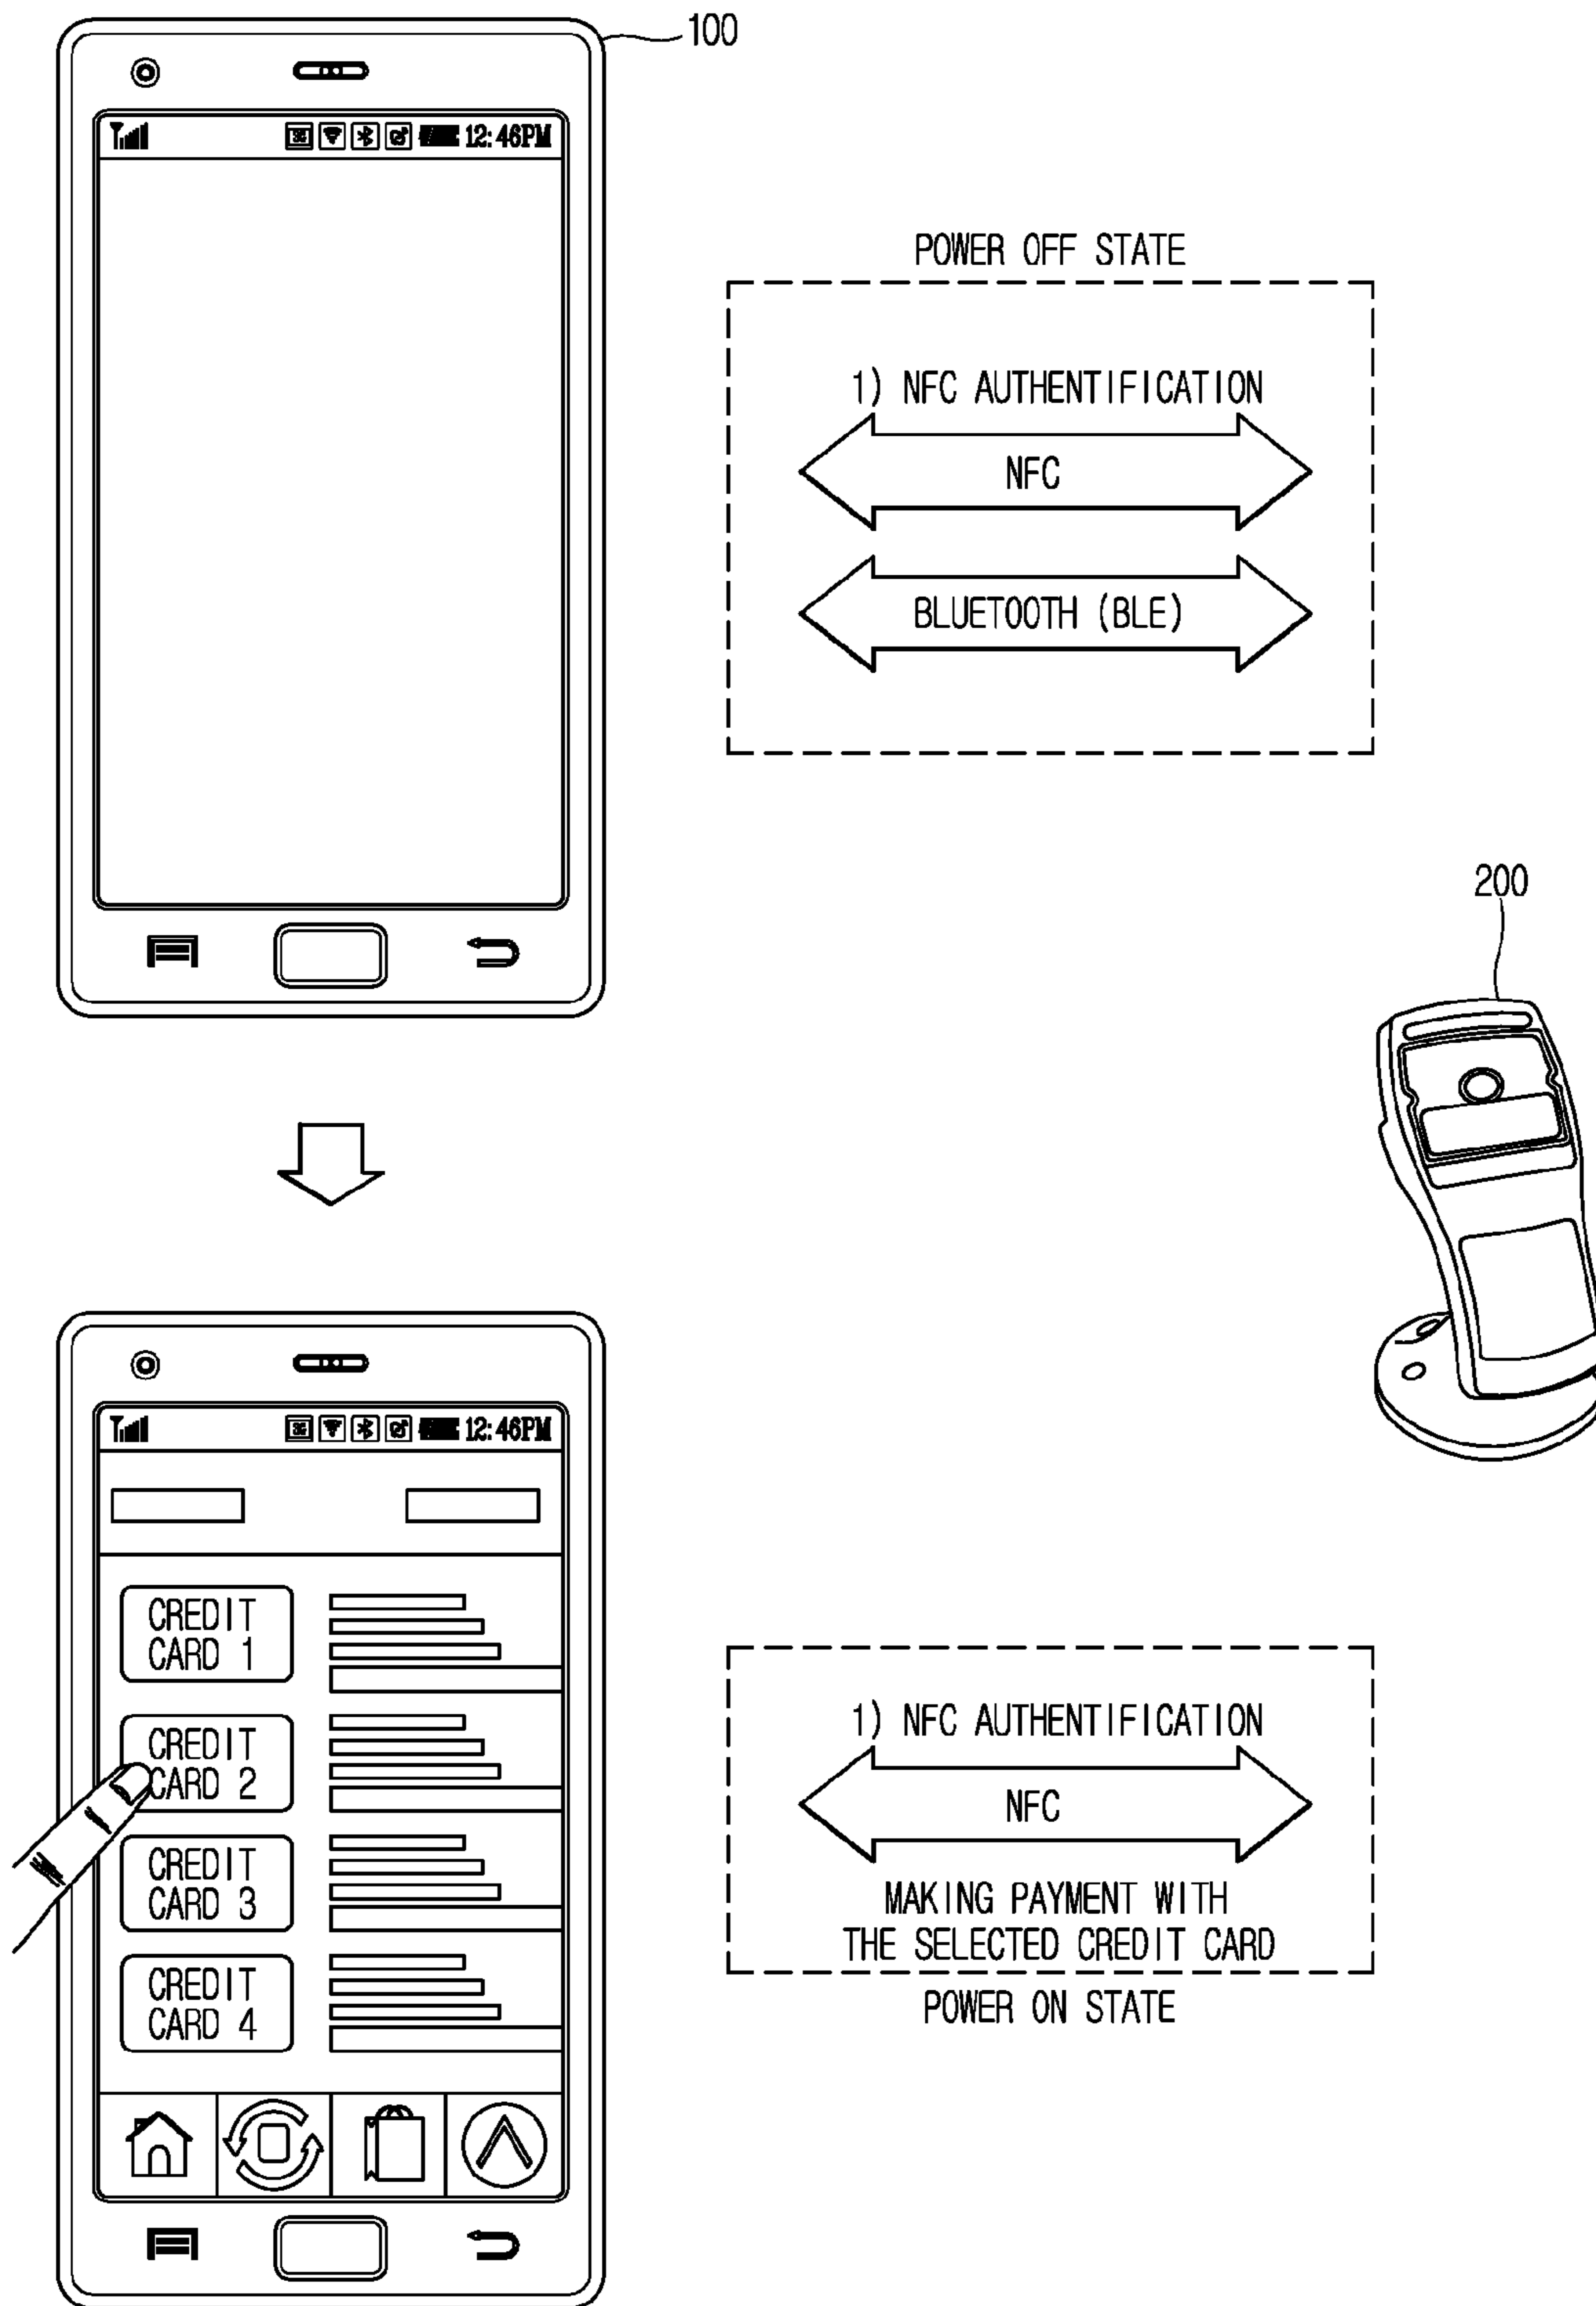 100
3G 12:46PM
POWER OFF STATE
1) NFC AUTHENTIFICATION
NFC
BLUETOOTH (BLE)
200
3G 12:46PM
CREDIT
CARD 1
CREDIT
CARD 2
CREDIT
CARD 3
CREDIT
CARD 4
1) NFC AUTHENTIFICATION
NFC
MAKING PAYMENT WITH
THE SELECTED CREDIT CARD
POWER ON STATE